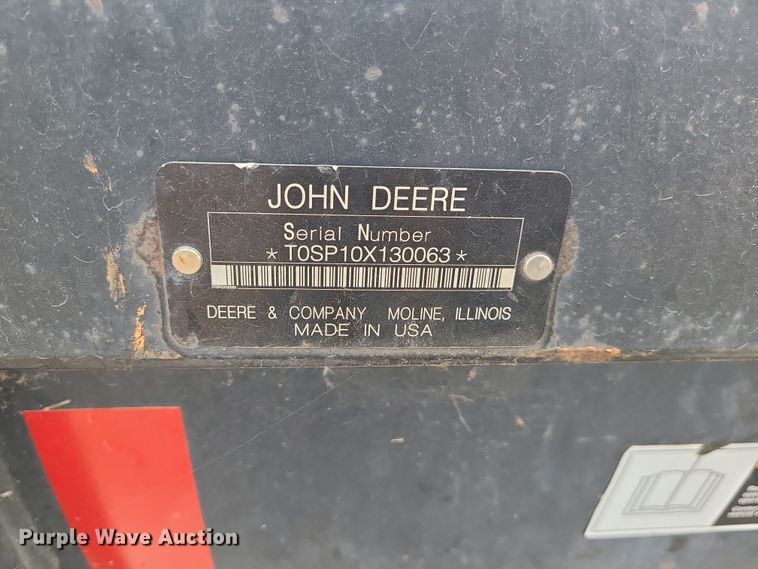 JOHN DEERE
Serial Number
* T0SP10X130063 *
DEERE & COMPANY MOLINE, ILLINOIS
MADE IN USA
Purple Wave Auction